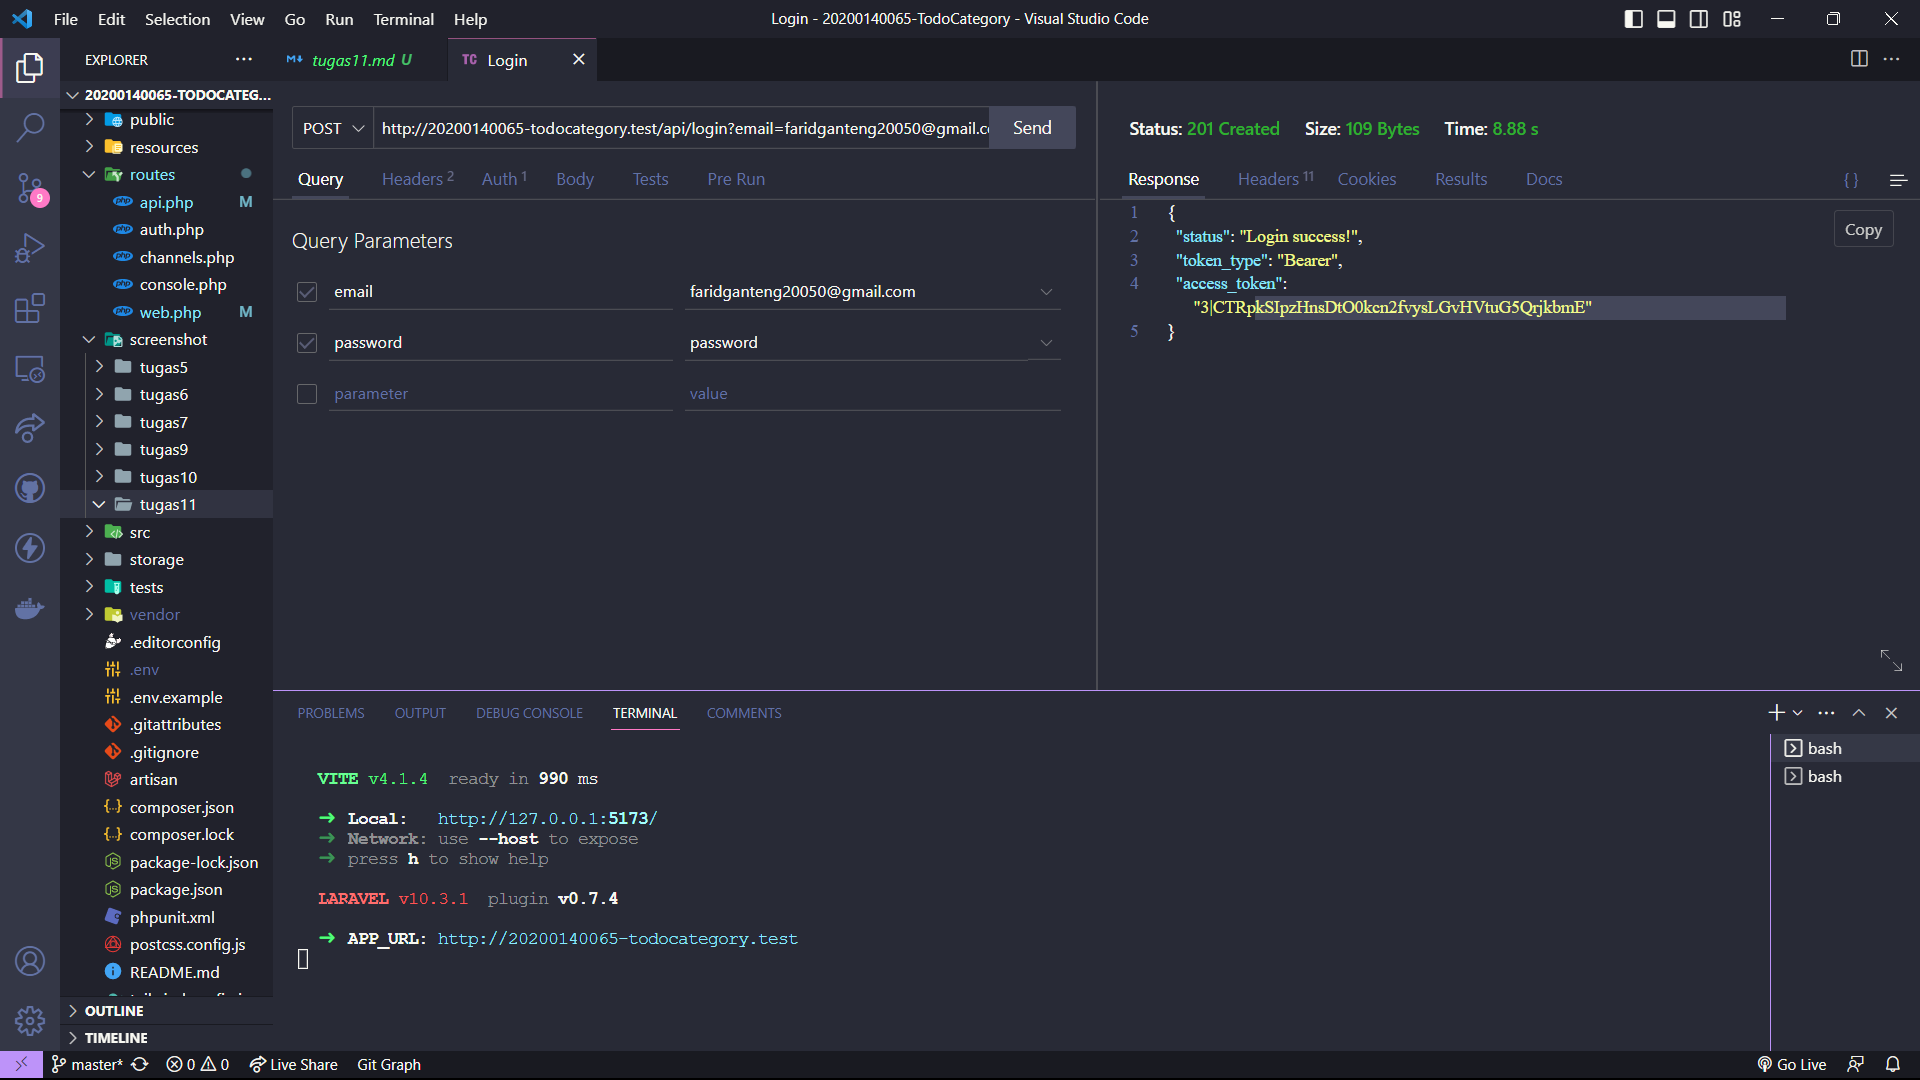 File Edit Selection View Go Run Terminal Help
Login - 20200140065-TodoCategory - Visual Studio Code
EXPLORER
tugas11.md U
TC Login
20200140065-TODOCATEG...
public
resources
routes
api.php M
auth.php
channels.php
console.php
web.php M
screenshot
tugas5
tugas6
tugas7
tugas9
tugas10
tugas11
src
storage
tests
vendor
.editorconfig
.env
.env.example
.gitattributes
.gitignore
artisan
composer.json
composer.lock
package-lock.json
package.json
phpunit.xml
postcss.config.js
README.md
OUTLINE
TIMELINE
9
POST http://20200140065-todocategory.test/api/login?email=faridganteng20050@gmail.c Send
Query Headers 2 Auth 1 Body Tests Pre Run
Query Parameters
email faridganteng20050@gmail.com
password password
parameter value
Status: 201 Created Size: 109 Bytes Time: 8.88 s
Response Headers 11 Cookies Results Docs { }
Copy
1 {
2 "status": "Login success!",
3 "token_type": "Bearer",
4 "access_token":
"3|CTRpkSIpzHnsDtO0kcn2fvysLGvHVtuG5QrjkbmE"
5 }
PROBLEMS OUTPUT DEBUG CONSOLE TERMINAL COMMENTS
VITE v4.1.4 ready in 990 ms
➜ Local: http://127.0.0.1:5173/
➜ Network: use --host to expose
➜ press h to show help
LARAVEL v10.3.1 plugin v0.7.4
➜ APP_URL: http://20200140065-todocategory.test
bash
bash
master* 0 0 Live Share Git Graph
Go Live